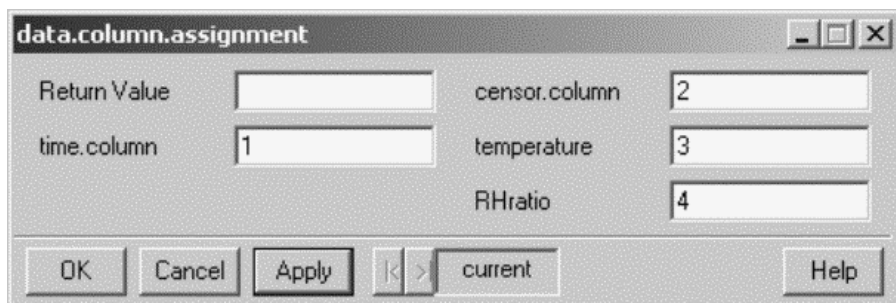 data.column.assignment
Return Value
censor.column 2
time.column 1
temperature 3
RHratio 4
OK Cancel Apply current Help